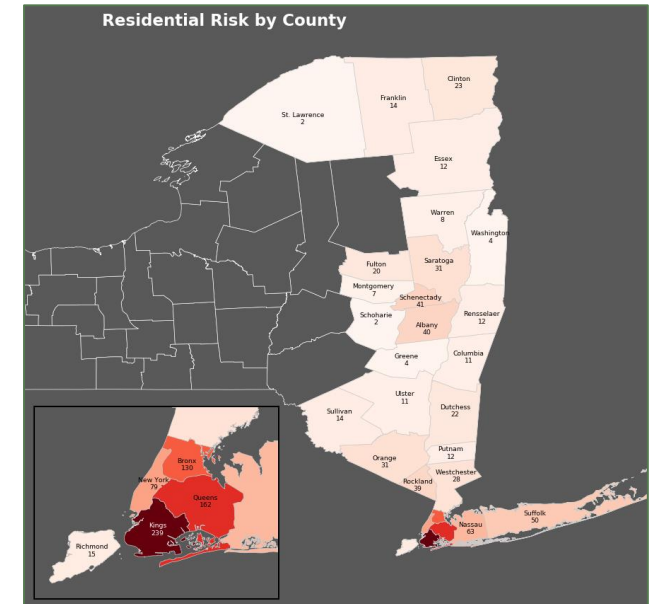 Residential Risk by County
Clinton
23
Franklin
14
St. Lawrence
2
Essex
12
Warren
8
Washington
4
Saratoga
31
Fulton
20
Montgomery
7
Schenectady
41
Schoharie
2
Albany
40
Rensselaer
12
Greene
4
Columbia
11
Ulster
11
Sullivan
14
Dutchess
22
Orange
31
Putnam
12
Westchester
28
Rockland
39
Nassau
63
Suffolk
50
Bronx
130
New York
79
Queens
162
Kings
239
Richmond
15